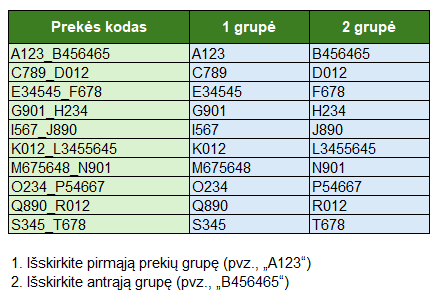 Prekės kodas 1 grupė 2 grupė
A123_B456465 A123 B456465
C789_D012 C789 D012
E34545_F678 E34545 F678
G901_H234 G901 H234
I567_J890 I567 J890
K012_L3455645 K012 L3455645
M675648_N901 M675648 N901
O234_P54667 O234 P54667
Q890_R012 Q890 R012
S345_T678 S345 T678
1. Išskirkite pirmąją prekių grupę (pvz., „A123“)
2. Išskirkite antrąją grupę (pvz., „B456465“)